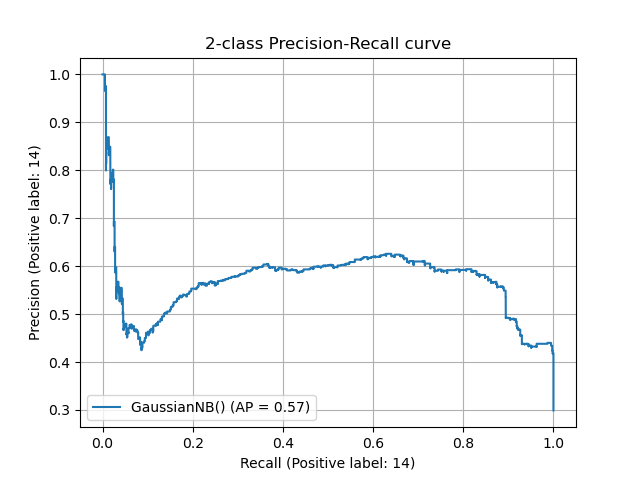 2-class Precision-Recall curve
1.0
0.9
0.8
0.7
0.6
0.5
0.4
0.3
Precision (Positive label: 14)
GaussianNB() (AP = 0.57)
0.0 0.2 0.4 0.6 0.8 1.0
Recall (Positive label: 14)